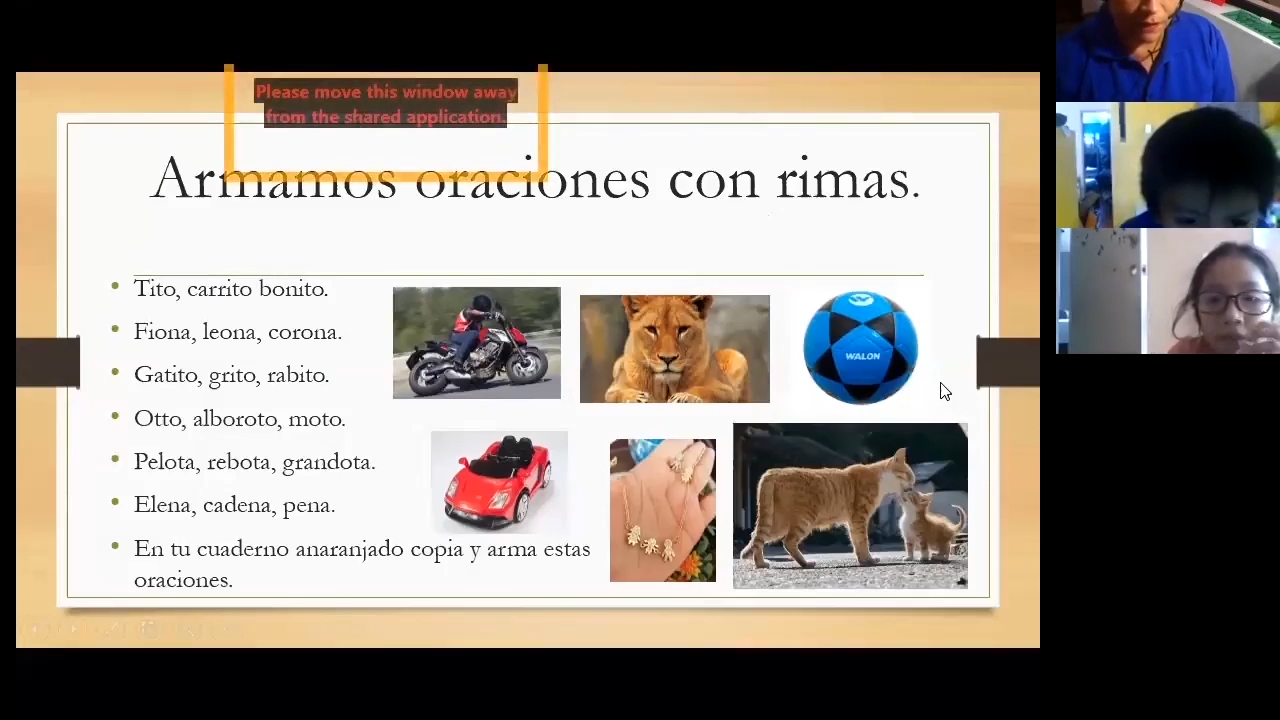 Please move this window away
from the shared application.
Armamos oraciones con rimas.
Tito, carrito bonito.
Fiona, leona, corona.
Gatito, grito, rabito.
Otto, alboroto, moto.
Pelota, rebota, grandota.
Elena, cadena, pena.
En tu cuaderno anaranjado copia y arma estas
oraciones.
WALON